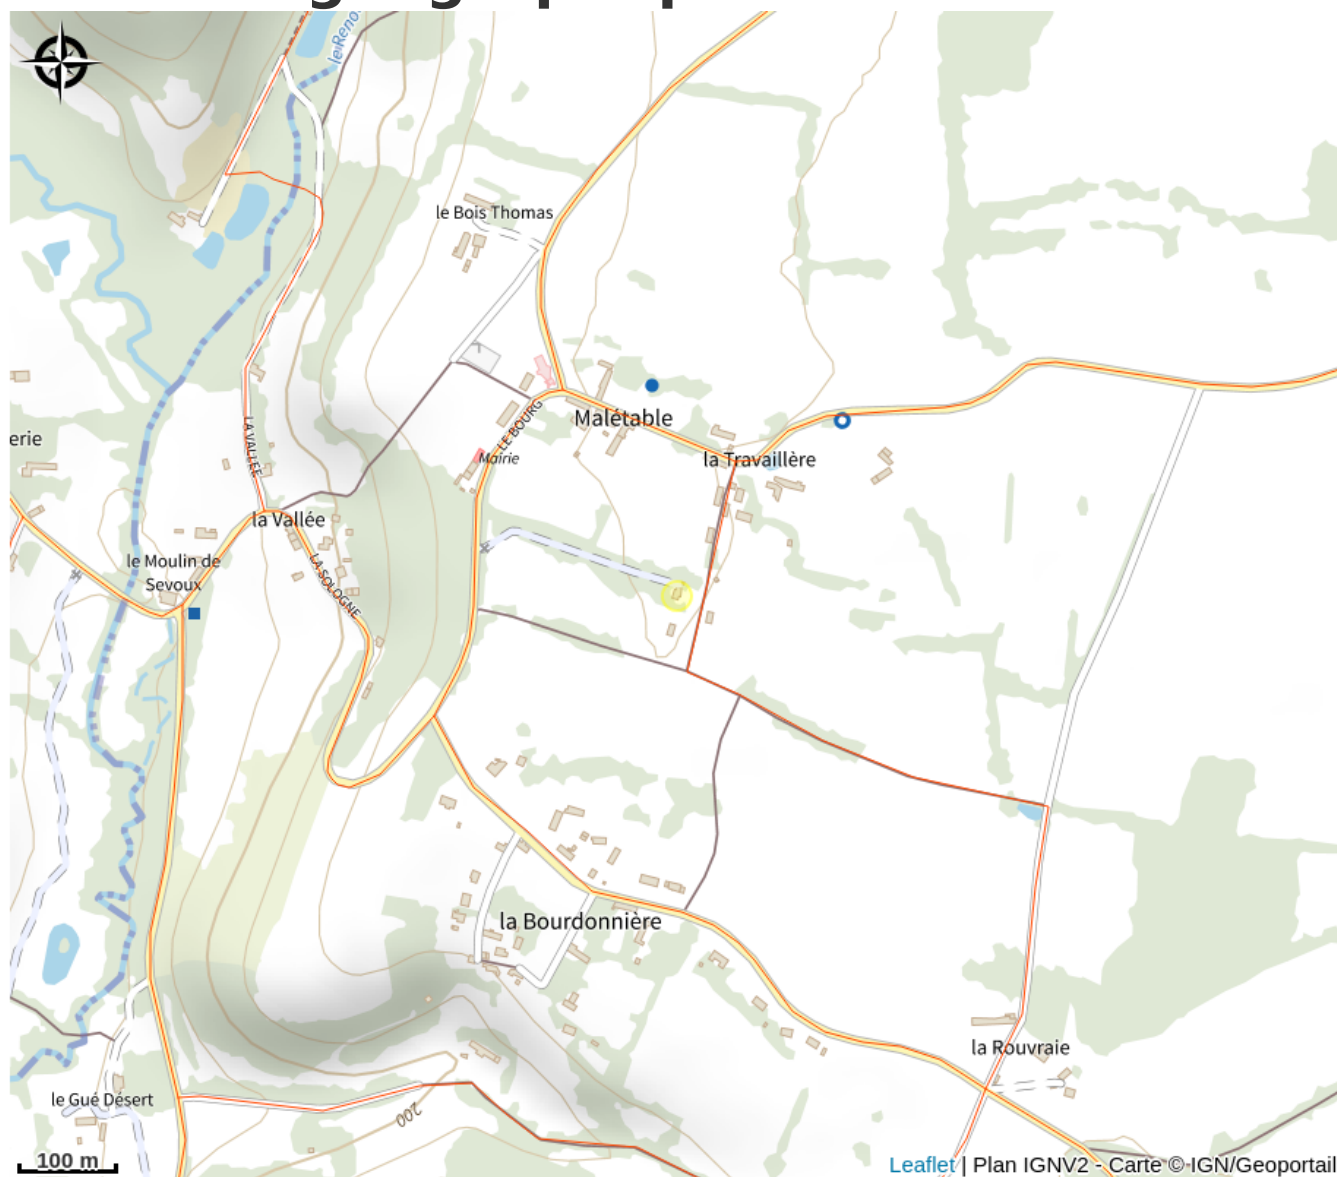 le Reno
le Bois Thomas
Malétable
LE BOURG
Mairie
la Travaillère
erie
LA VALLÉE
la Vallée
le Moulin de
Sevoux
LA SOLOGNE
la Bourdonnière
la Rouvraie
le Gué Désert
200
100 m
Leaflet | Plan IGNV2 - Carte © IGN/Geoportail